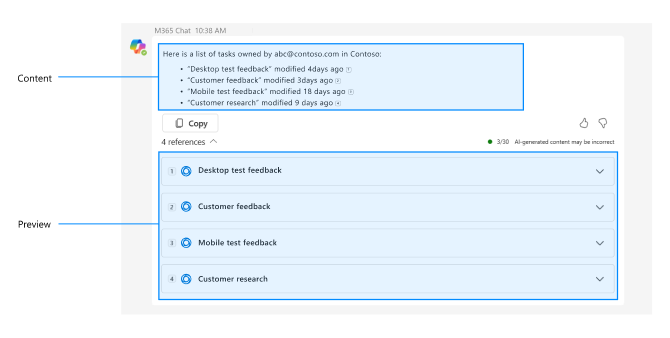 M365 Chat 10:38 AM
Here is a list of tasks owned by abc@contoso.com in Contoso:
• "Desktop test feedback" modified 4days ago 1
• "Customer feedback" modified 3days ago 2
• "Mobile test feedback" modified 18 days ago 3
• "Customer research" modified 9 days ago 4
Content
Copy
4 references
3/30 AI-generated content may be incorrect
1 Desktop test feedback
2 Customer feedback
Preview
3 Mobile test feedback
4 Customer research